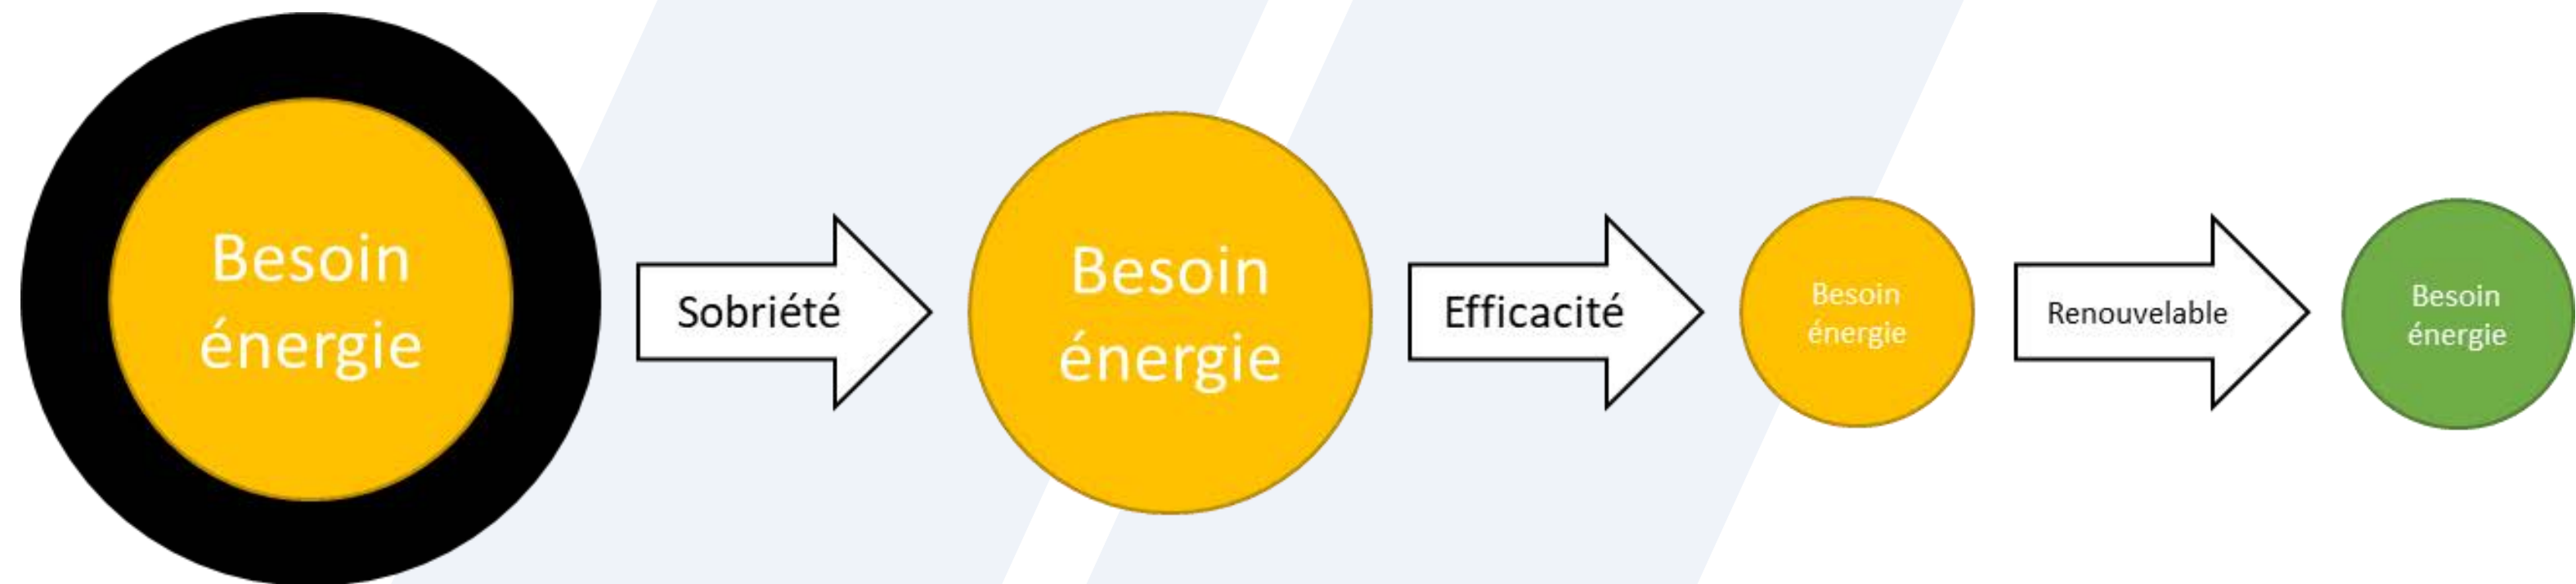 Besoin
énergie
Sobriété
Besoin
énergie
Efficacité
Besoin
énergie
Renouvelable
Besoin
énergie